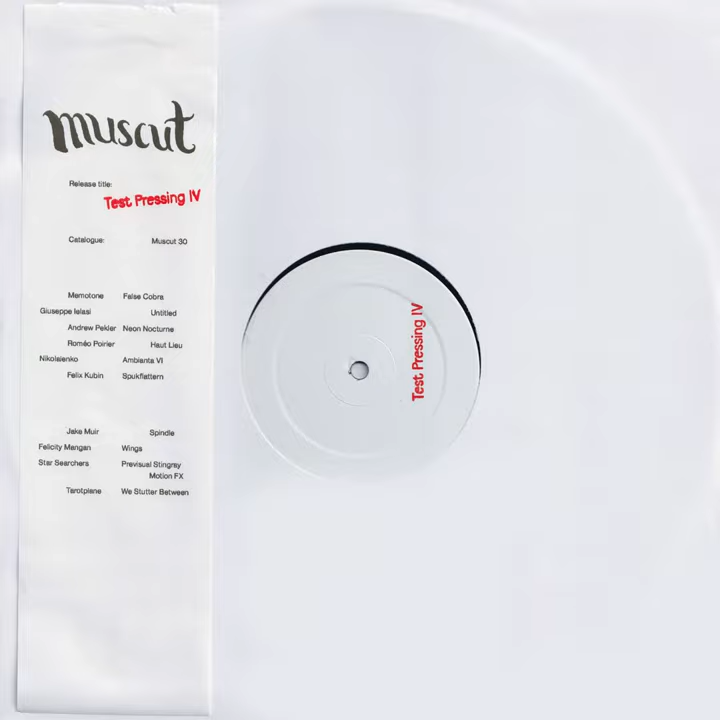 muscut
Release title:
Test Pressing IV
Catalogue: Muscut 30
Memotone False Cobra
Giuseppe Ielasi Untitled
Andrew Pekler Neon Nocturne
Roméo Poirier Haut Lieu
Nikolaienko Ambianta VI
Felix Kubin Spukflattern
Jake Muir Spindle
Felicity Mangan Wings
Star Searchers Previsual Stingray
Motion FX
Tarotplane We Stutter Between
Test Pressing IV